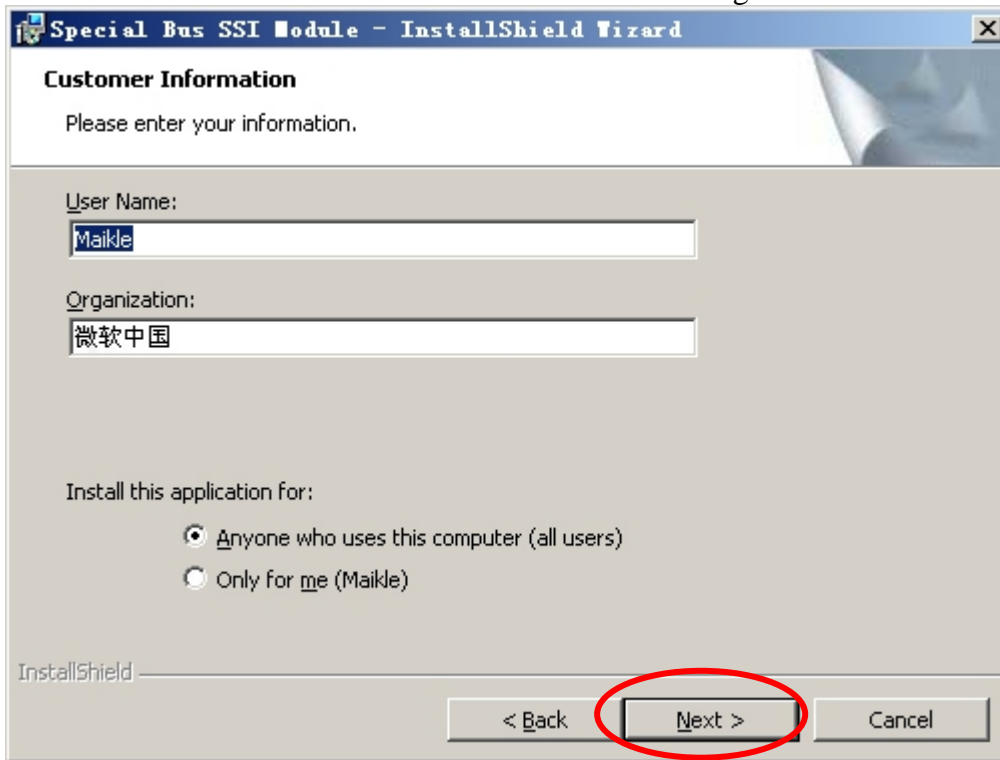 Special Bus SSI Module - InstallShield Wizard
Customer Information
Please enter your information.
User Name:
Maikle
Organization:
微软中国
Install this application for:
Anyone who uses this computer (all users)
Only for me (Maikle)
InstallShield
< Back Next > Cancel